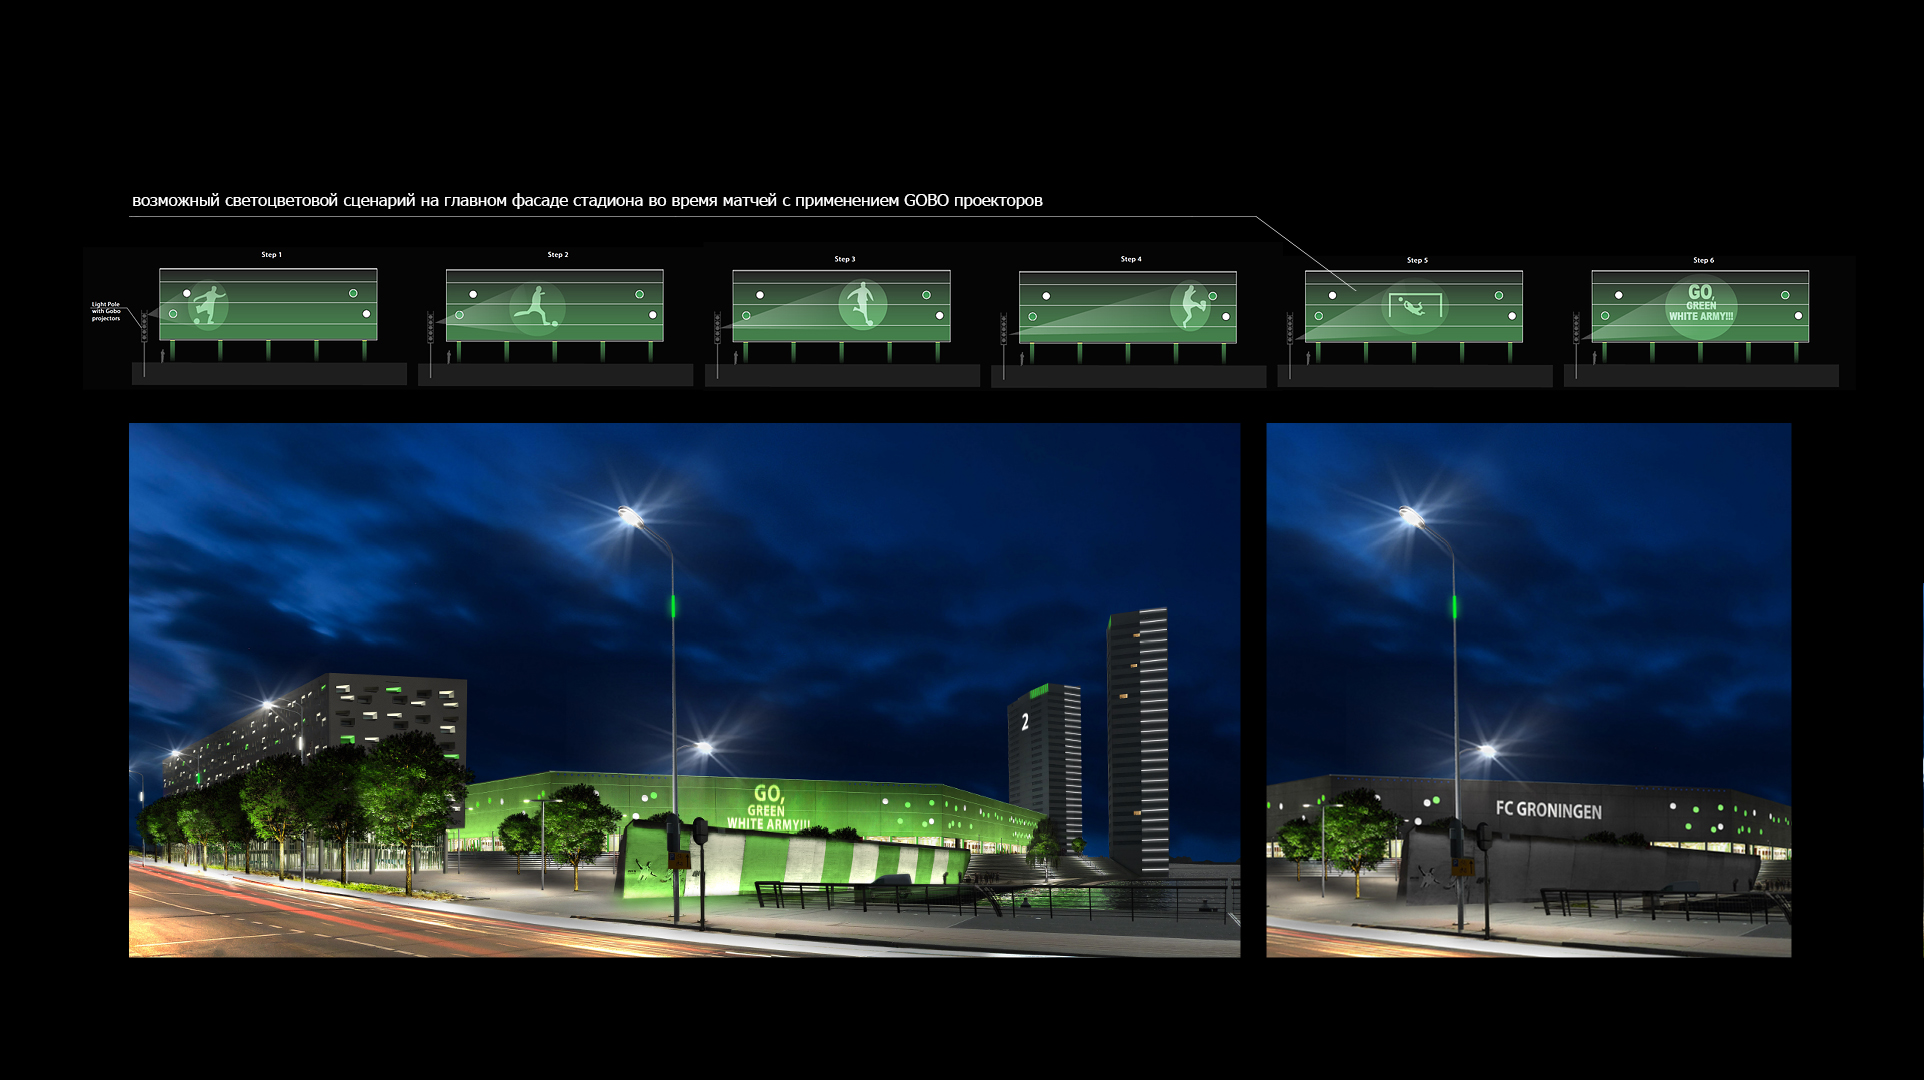 возможный светоцветовой сценарий на главном фасаде стадиона во время матчей с применением GOBO проекторов
Step 1
Step 2
Step 3
Step 4
Step 5
Step 6
Light Pole
with Gobo
projectors
GO,
GREEN
WHITE ARMY!!!
2
GO,
GREEN
WHITE ARMY!!!
FC GRONINGEN